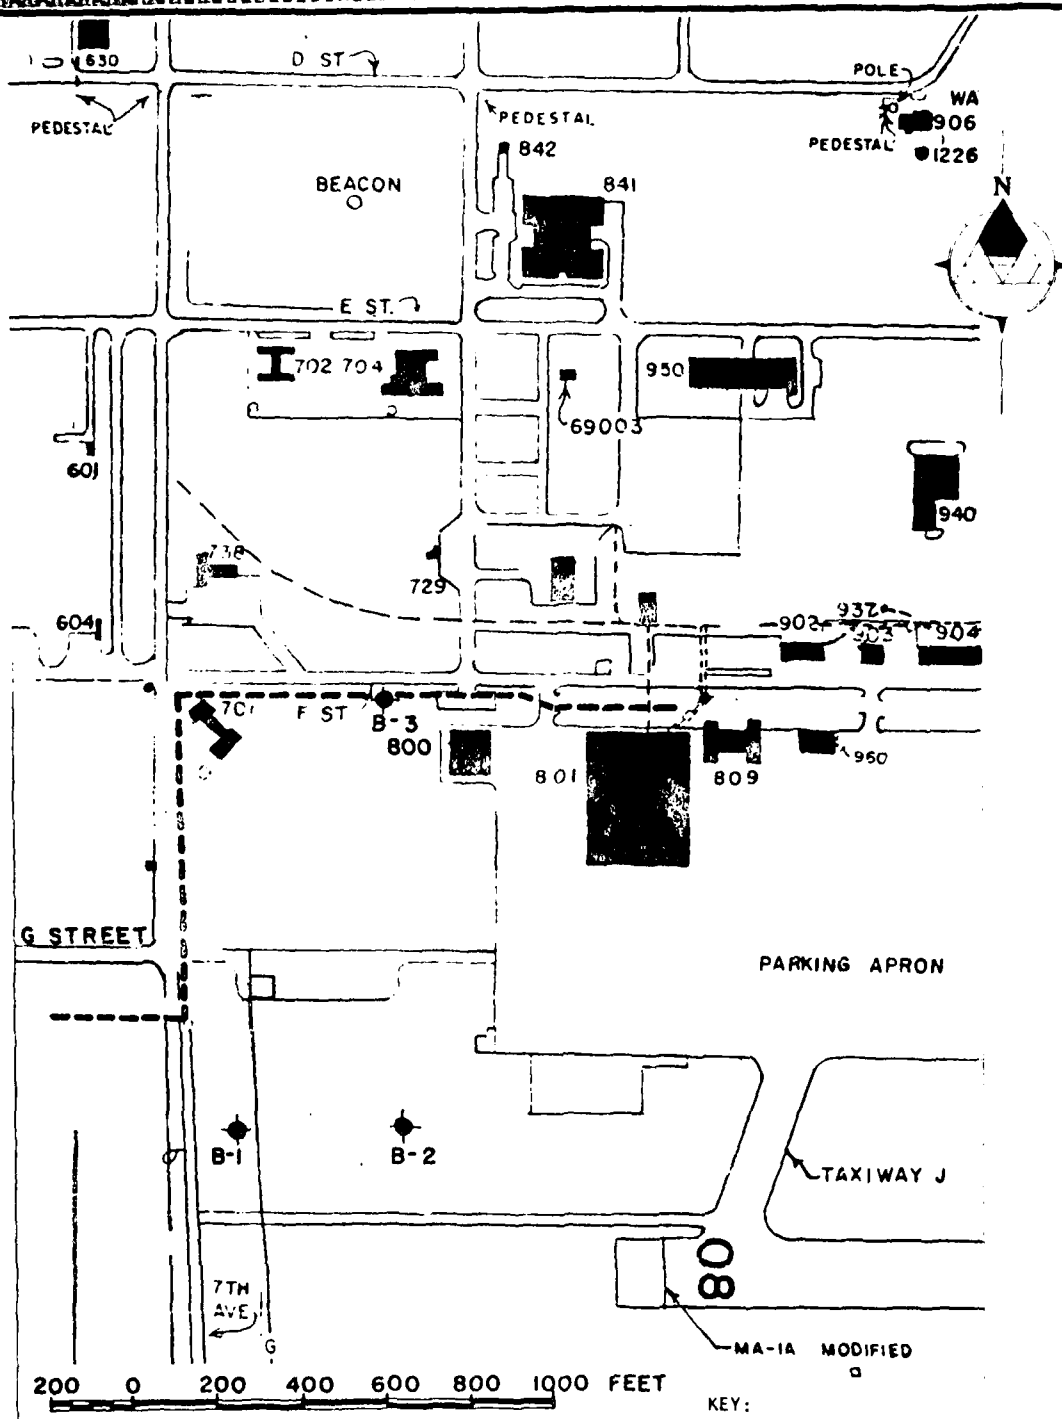 630
D ST
POLE
WA
PEDESTAL
PEDESTAL
906
PEDESTAL
842
1226
BEACON
841
N
E ST.
702 704
950
69003
601
940
738
729
604
902
932
903
904
701
F ST
B-3
800
801
809
960
G STREET
PARKING APRON
B-1
B-2
TAXIWAY J
08
7TH
AVE
G
MA-1A MODIFIED
200 0 200 400 600 800 1000 FEET
KEY: